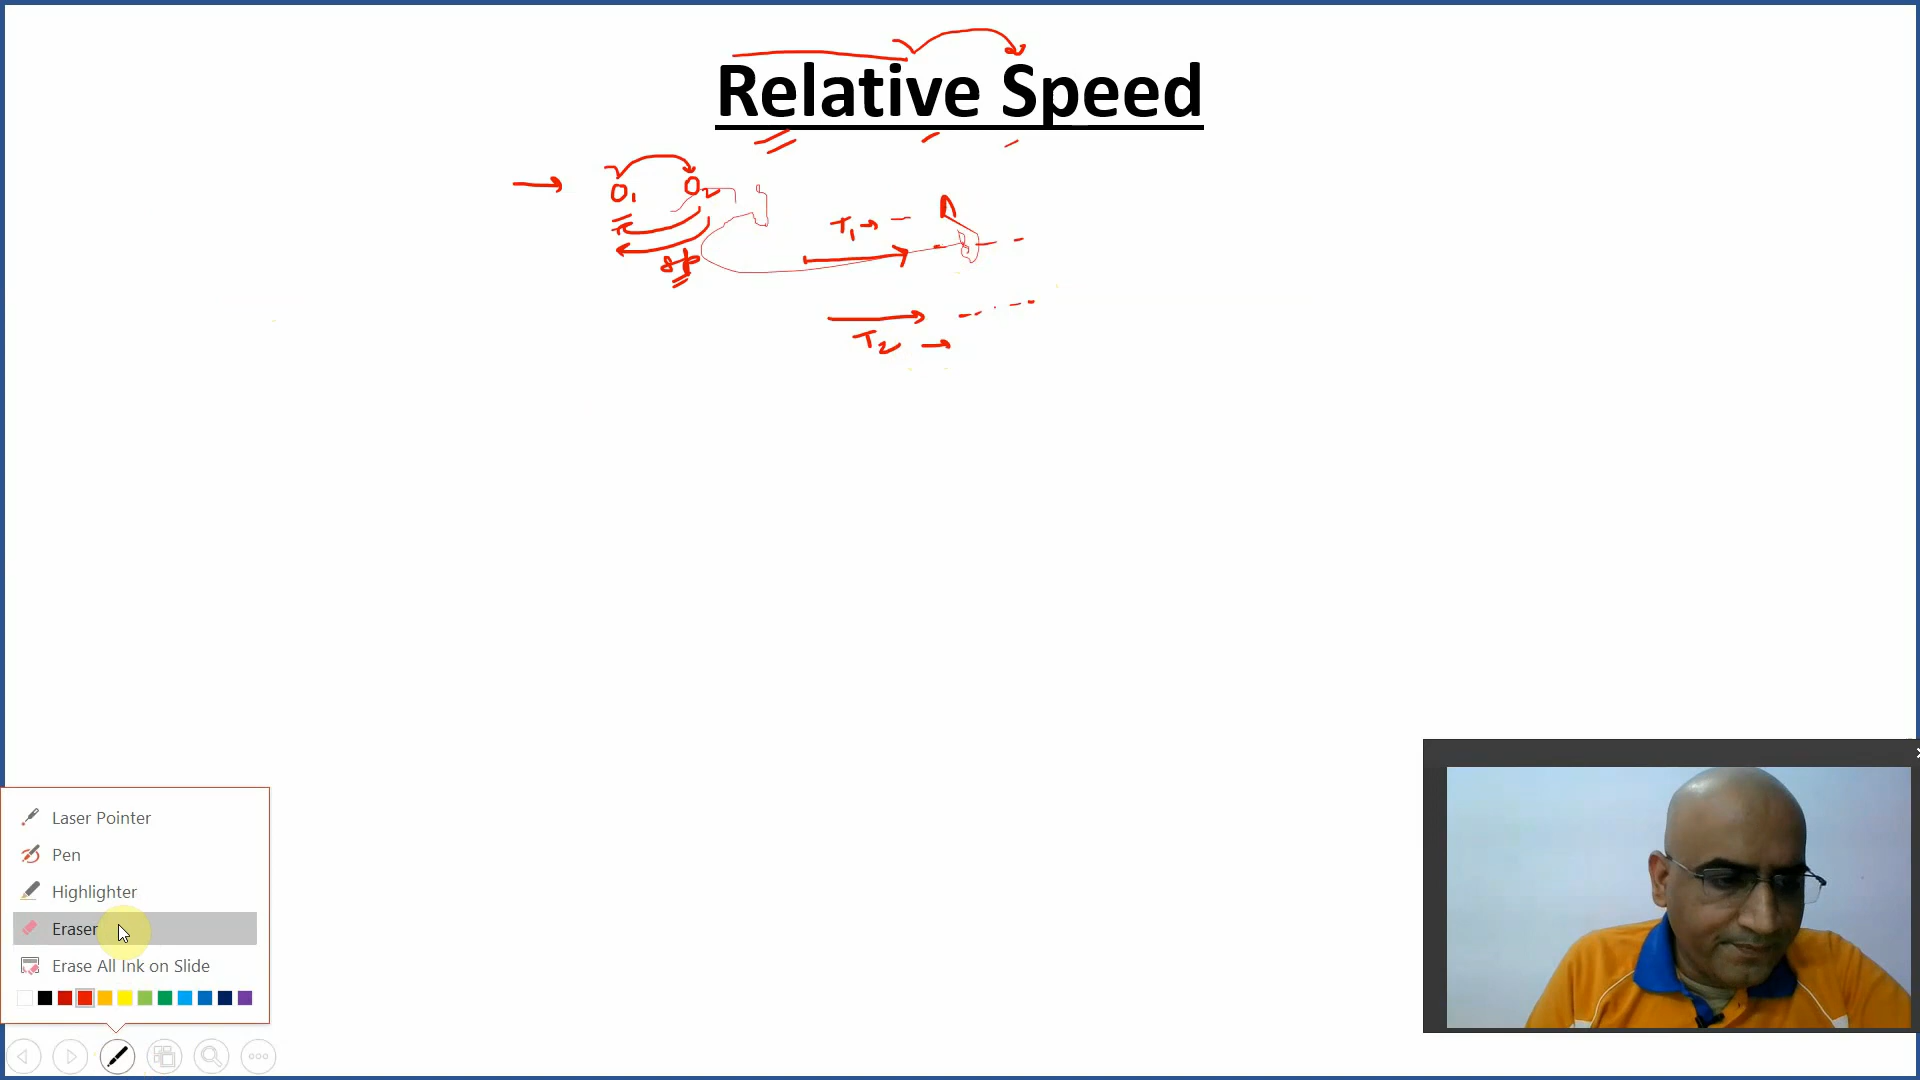 Relative Speed
O1 O2
T1 →
A
T2 →
Laser Pointer
Pen
Highlighter
Eraser
Erase All Ink on Slide